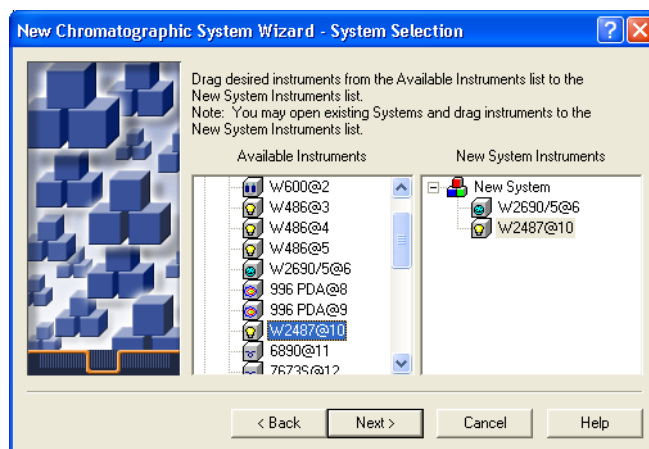 New Chromatographic System Wizard - System Selection
Drag desired instruments from the Available Instruments list to the
New System Instruments list.
Note: You may open existing Systems and drag instruments to the
New System Instruments list.
Available Instruments
New System Instruments
W600@2
W486@3
W486@4
W486@5
W2690/5@6
996 PDA@8
996 PDA@9
W2487@10
6890@11
7673S@12
New System
W2690/5@6
W2487@10
< Back
Next >
Cancel
Help